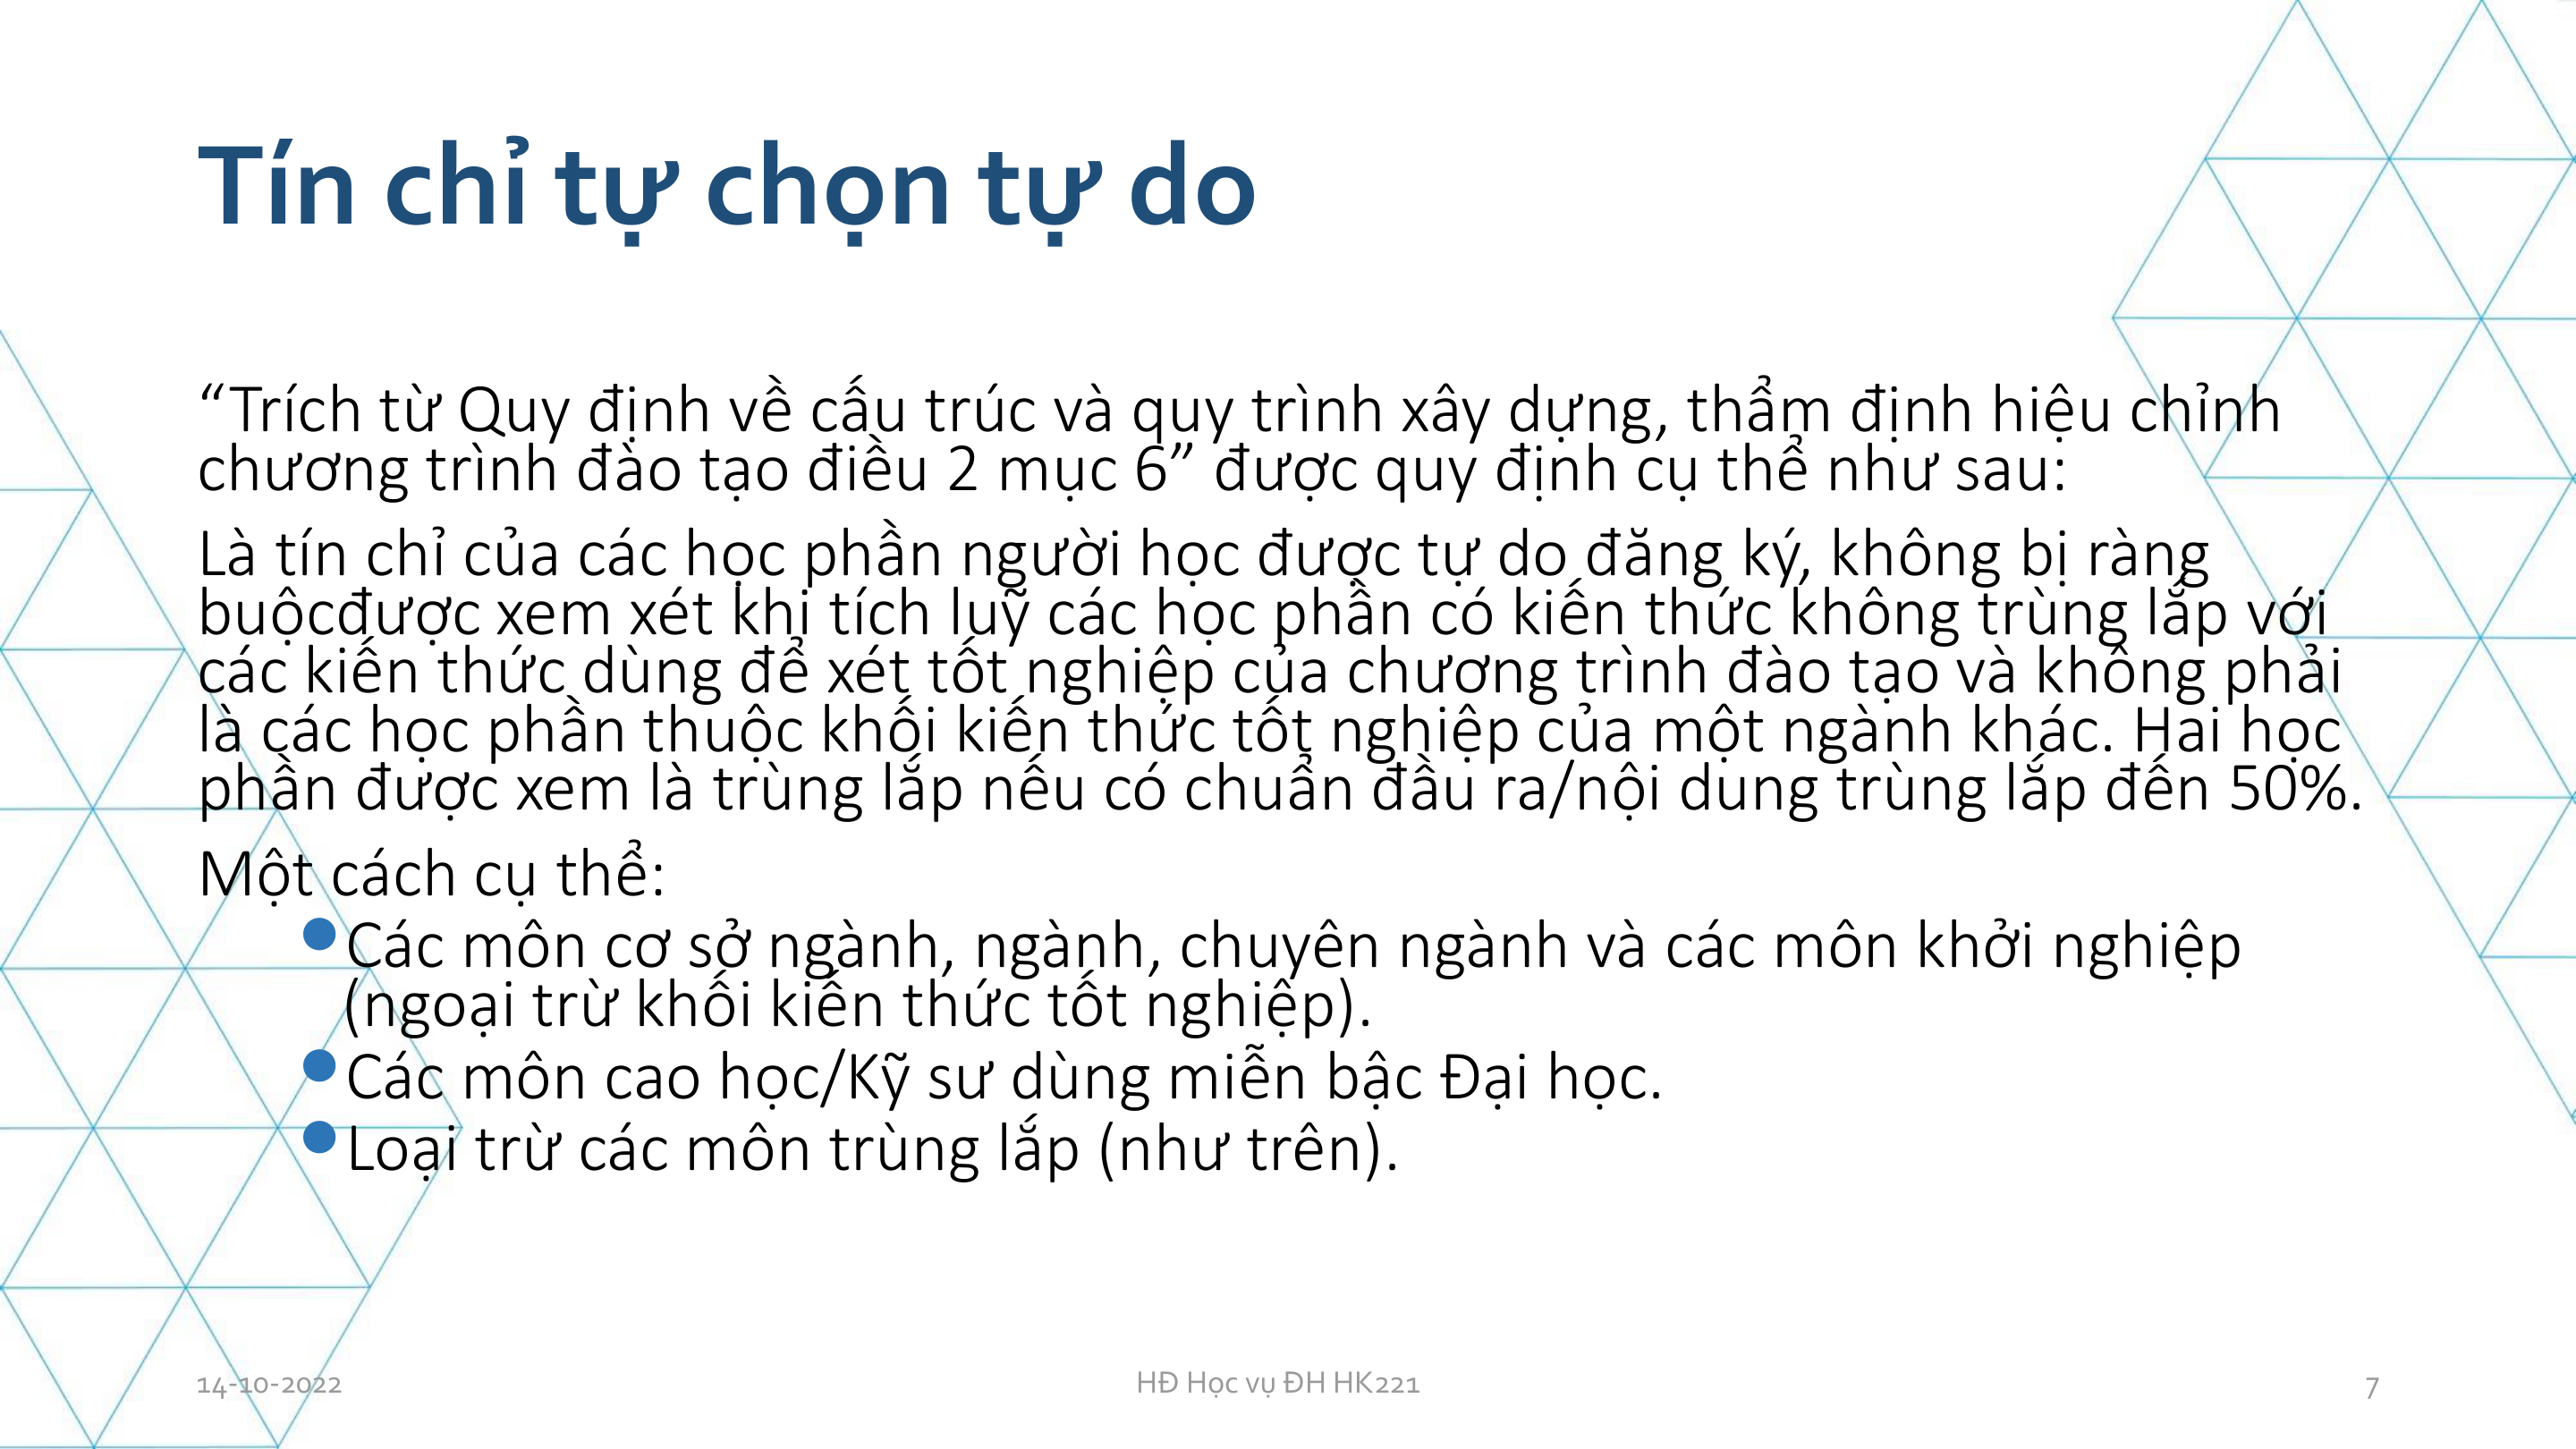 Tín chỉ tự chọn tự do
“Trích từ Quy định về cấu trúc và quy trình xây dựng, thẩm định hiệu chỉnh
chương trình đào tạo điều 2 mục 6” được quy định cụ thể như sau:
Là tín chỉ của các học phần người học được tự do đăng ký, không bị ràng
buộcđược xem xét khi tích luỹ các học phần có kiến thức không trùng lắp với
các kiến thức dùng để xét tốt nghiệp của chương trình đào tạo và không phải
là các học phần thuộc khối kiến thức tốt nghiệp của một ngành khác. Hai học
phần được xem là trùng lắp nếu có chuẩn đầu ra/nội dung trùng lắp đến 50%.
Một cách cụ thể:
●Các môn cơ sở ngành, ngành, chuyên ngành và các môn khởi nghiệp
(ngoại trừ khối kiến thức tốt nghiệp).
●Các môn cao học/Kỹ sư dùng miễn bậc Đại học.
●Loại trừ các môn trùng lắp (như trên).
14-10-2022
HĐ Học vụ ĐH HK221
7